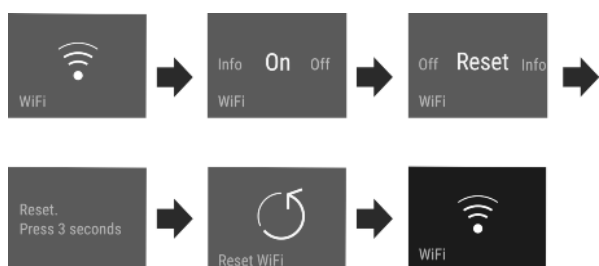 WiFi
Info On Off
WiFi
Off Reset Info
WiFi
Reset.
Press 3 seconds
Reset WiFi
WiFi